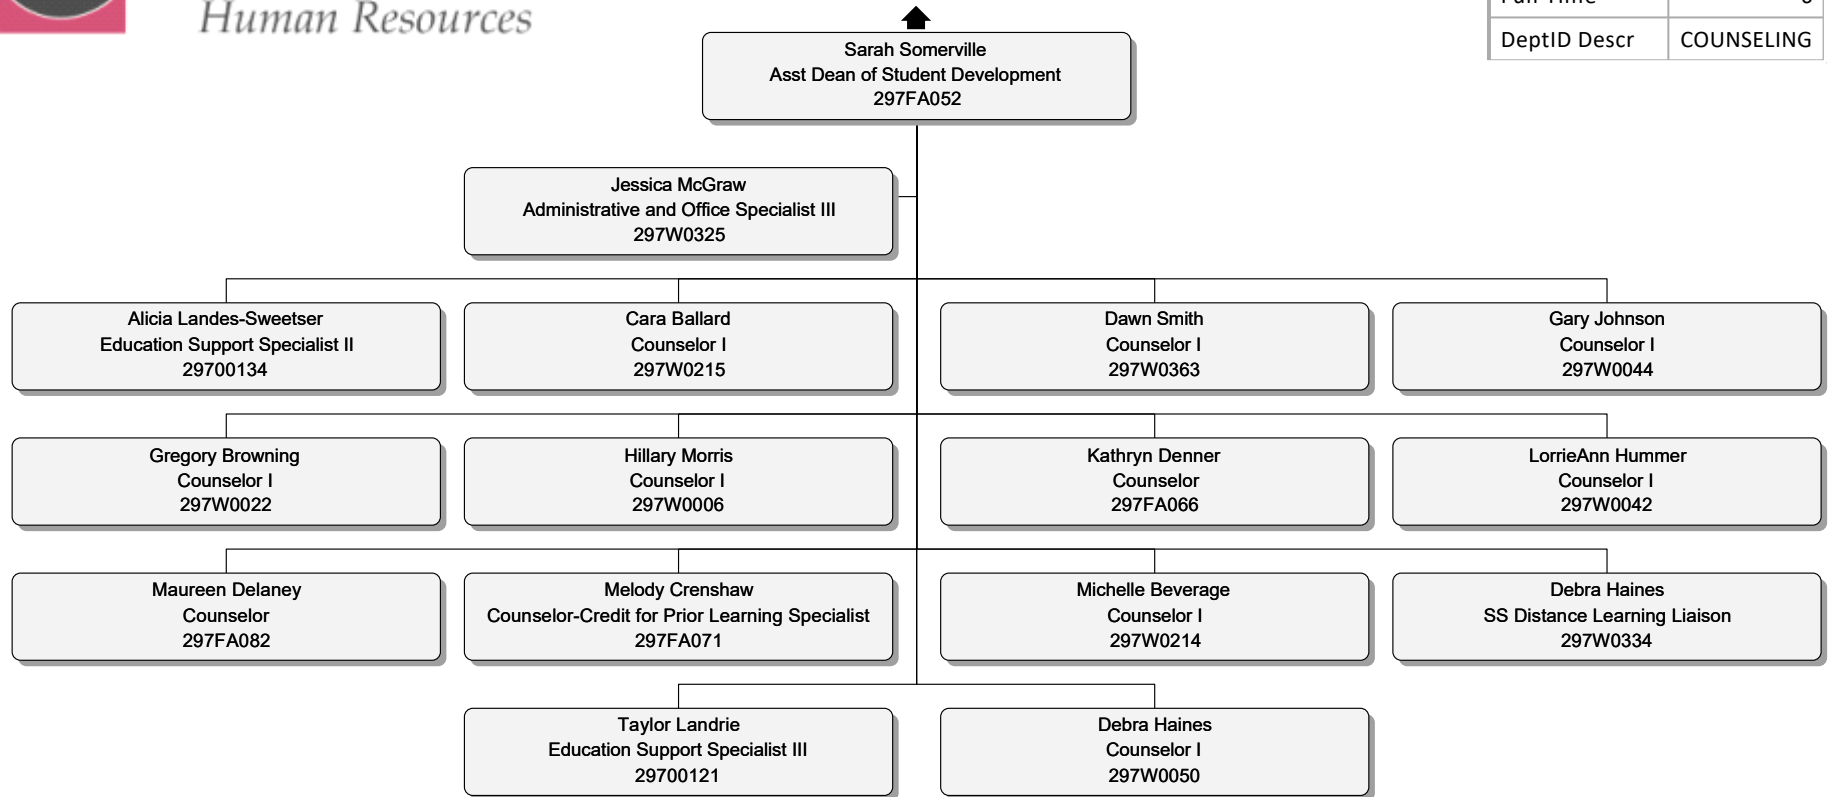 Human Resources
DeptID Descr COUNSELING
Sarah Somerville
Asst Dean of Student Development
297FA052
Jessica McGraw
Administrative and Office Specialist III
297W0325
Alicia Landes-Sweetser
Education Support Specialist II
29700134
Cara Ballard
Counselor I
297W0215
Dawn Smith
Counselor I
297W0363
Gary Johnson
Counselor I
297W0044
Gregory Browning
Counselor I
297W0022
Hillary Morris
Counselor I
297W0006
Kathryn Denner
Counselor
297FA066
LorrieAnn Hummer
Counselor I
297W0042
Maureen Delaney
Counselor
297FA082
Melody Crenshaw
Counselor-Credit for Prior Learning Specialist
297FA071
Michelle Beverage
Counselor I
297W0214
Debra Haines
SS Distance Learning Liaison
297W0334
Taylor Landrie
Education Support Specialist III
29700121
Debra Haines
Counselor I
297W0050